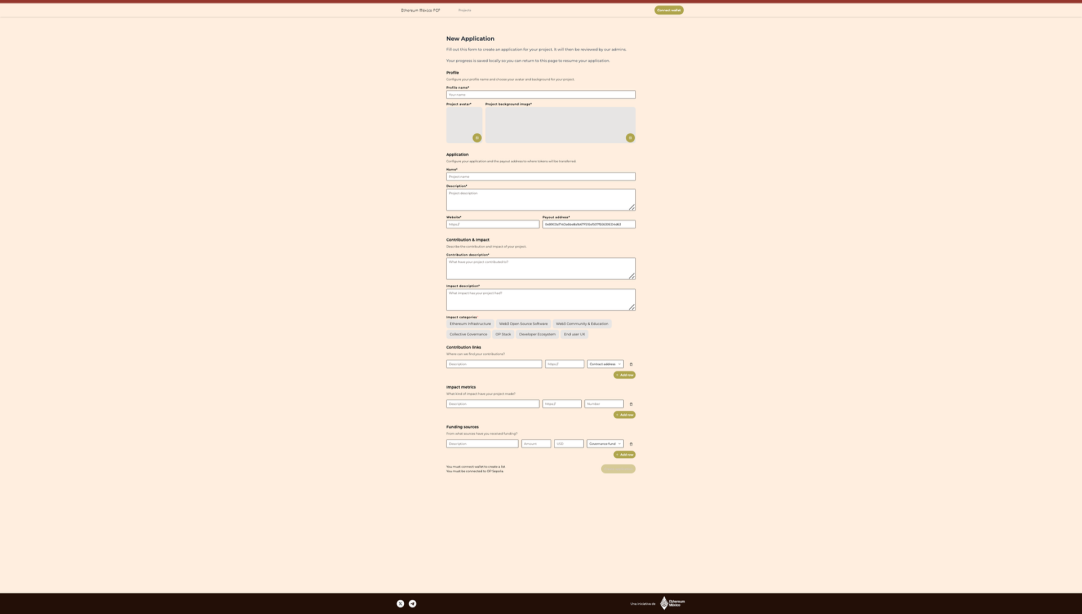 Ethereum México PGF
Projects
Connect wallet
New Application
Fill out this form to create an application for your project. It will then be reviewed by our admins.
Your progress is saved locally so you can return to this page to resume your application.
Profile
Configure your profile name and choose your avatar and background for your project.
Profile name*
Your name
Project avatar*
Project background image*
Application
Configure your application and the payout address to where tokens will be transferred.
Name*
Project name
Description*
Project description
Website*
Payout address*
https://
Contribution & Impact
Describe the contribution and impact of your project.
Contribution description*
What have your project contributed to?
Impact description*
What impact has your project had?
Impact categories
Ethereum Infrastructure
Web3 Open Source Software
Web3 Community & Education
Collective Governance
OP Stack
Developer Ecosystem
End user UX
Contribution links
Where can we find your contributions?
Description
https://
Contract address
+ Add row
Impact metrics
What kind of impact have your project made?
Description
https://
Number
+ Add row
Funding sources
From what sources have you received funding?
Description
Amount
USD
Governance fund
+ Add row
You must connect wallet to create a list
You must be connected to OP Sepolia
Ethereum
México